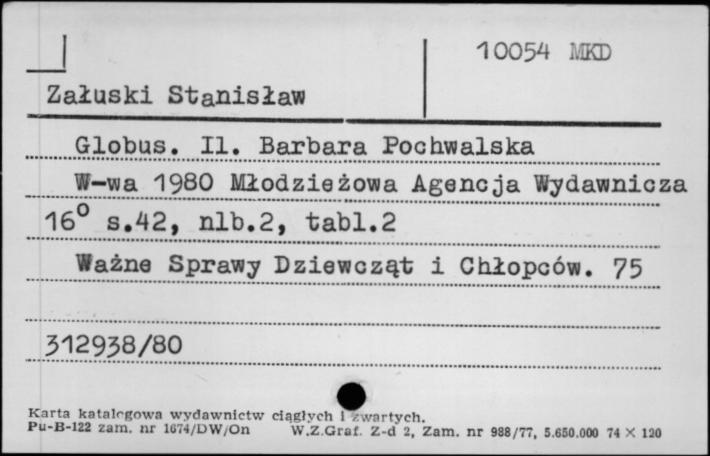 10054 MKD
Załuski Stanisław
Globus. Il. Barbara Pochwalska
W-wa 1980 Młodzieżowa Agencja Wydawnicza
16° s.42, nlb.2, tabl.2
Ważne Sprawy Dziewcząt i Chłopców. 75
312938/80
Karta katalogowa wydawnictw ciągłych i zwartych.
Pu-B-122 zam. nr 1674/DW/On W.Z.Graf. Z-d 2, Zam. nr 988/77, 5.650.000 74 × 120